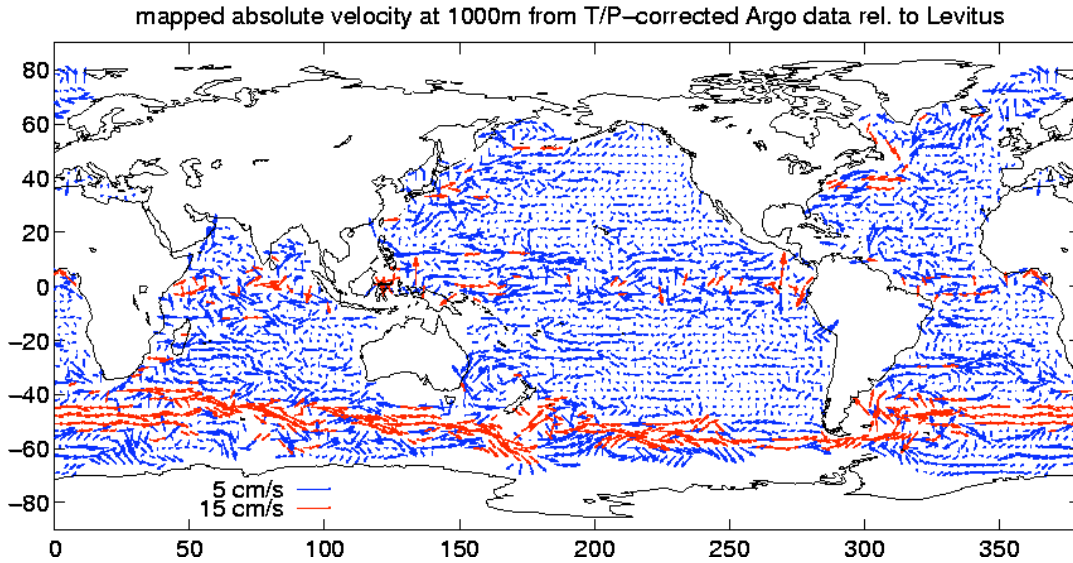 mapped absolute velocity at 1000m from T/P−corrected Argo data rel. to Levitus
80
60
40
20
0
−20
−40
−60
−80
5 cm/s
15 cm/s
0 50 100 150 200 250 300 350